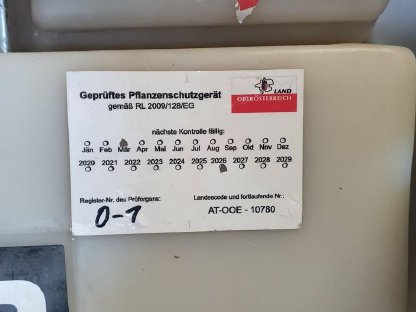 Geprüftes Pflanzenschutzgerät
gemäß RL 2009/128/EG
LAND
OBERÖSTERREICH
nächste Kontrolle fällig:
Jän Feb Mär Apr Mai Jun Jul Aug Sep Okt Nov Dez
2020 2021 2022 2023 2024 2025 2026 2027 2028 2029
Register-Nr. des Prüforgans:
0-1
Landescode und fortlaufende Nr.:
AT-OOE - 10780